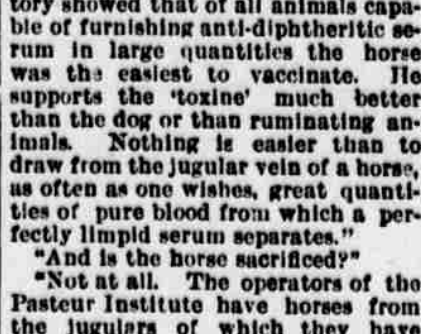 tory showed that of all animals capa-
ble of furnishing anti-diphtheritic se-
rum in large quantities the horse
was the easiest to vaccinate. He
supports the 'toxine' much better
than the dog or than ruminating an-
imals. Nothing is easier than to
draw from the jugular vein of a horse,
as often as one wishes, great quanti-
ties of pure blood from which a per-
fectly limpid serum separates."
"And is the horse sacrificed?"
"Not at all. The operators of the
Pasteur Institute have horses from
the jugulars of which they have